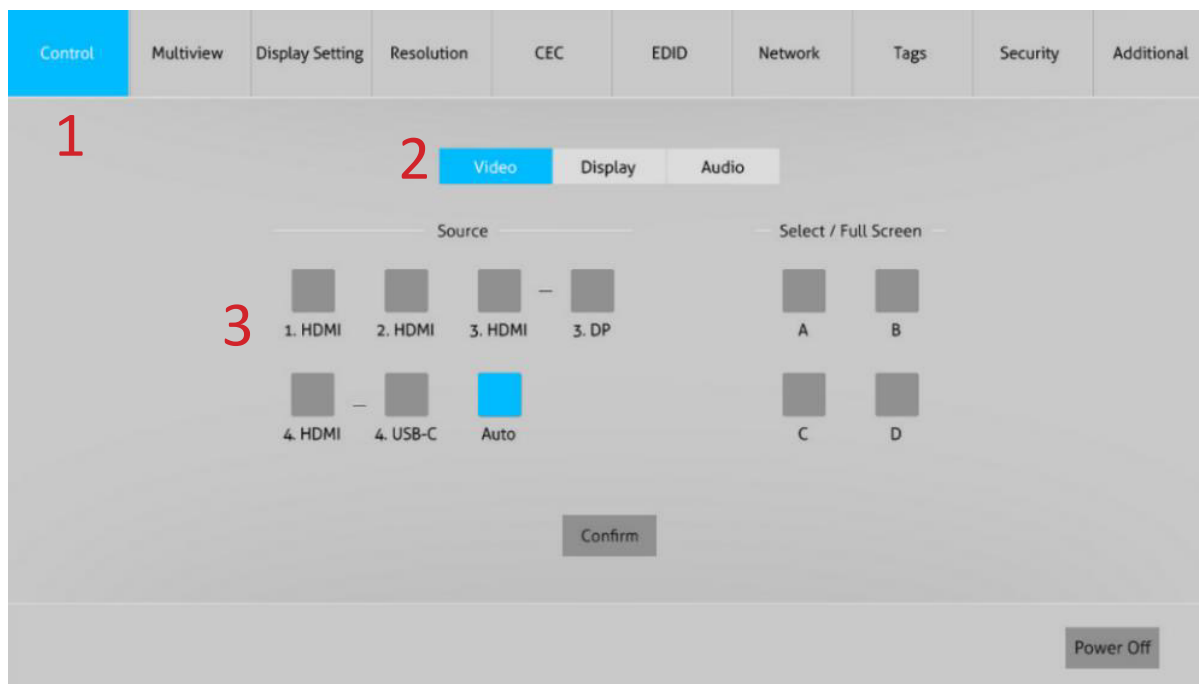 Control Multiview Display Setting Resolution CEC EDID Network Tags Security Additional
1
2 Video Display Audio
Source Select / Full Screen
3 1. HDMI 2. HDMI 3. HDMI – 3. DP A B
4. HDMI – 4. USB-C Auto C D
Confirm
Power Off